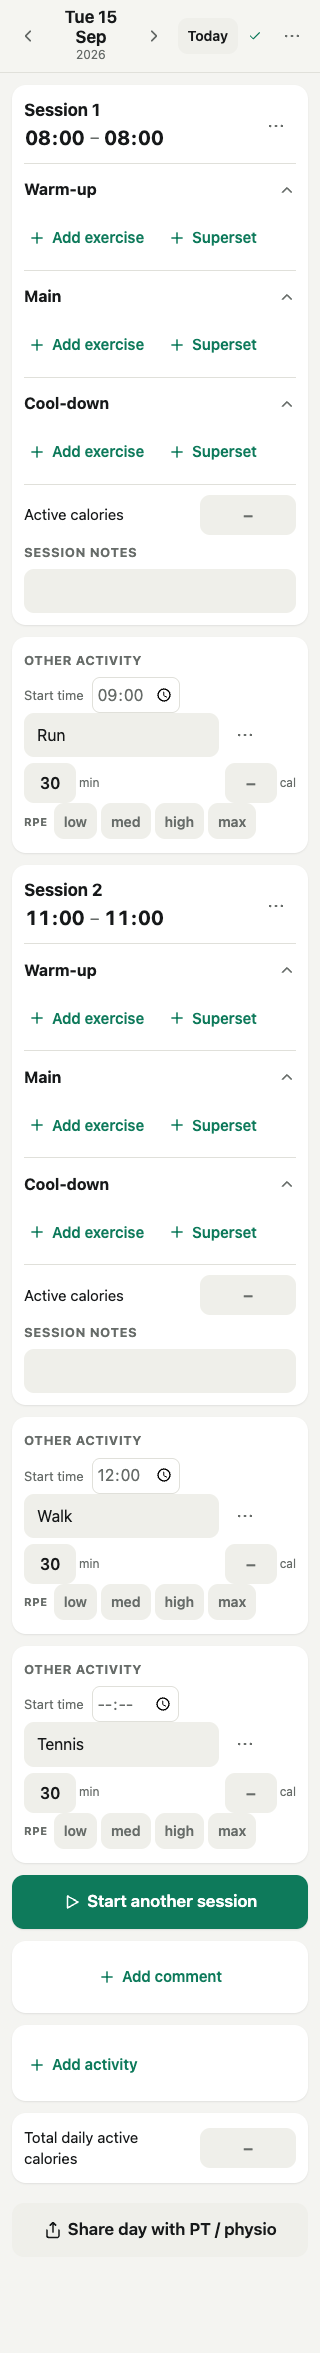 Tue 15
Sep
2026
Today
Session 1
08:00 – 08:00
Warm-up
+ Add exercise + Superset
Main
+ Add exercise + Superset
Cool-down
+ Add exercise + Superset
Active calories –
SESSION NOTES
OTHER ACTIVITY
Start time 09:00
Run
30 min – cal
RPE low med high max
Session 2
11:00 – 11:00
Warm-up
+ Add exercise + Superset
Main
+ Add exercise + Superset
Cool-down
+ Add exercise + Superset
Active calories –
SESSION NOTES
OTHER ACTIVITY
Start time 12:00
Walk
30 min – cal
RPE low med high max
OTHER ACTIVITY
Start time --:--
Tennis
30 min – cal
RPE low med high max
Start another session
+ Add comment
+ Add activity
Total daily active
calories –
Share day with PT / physio